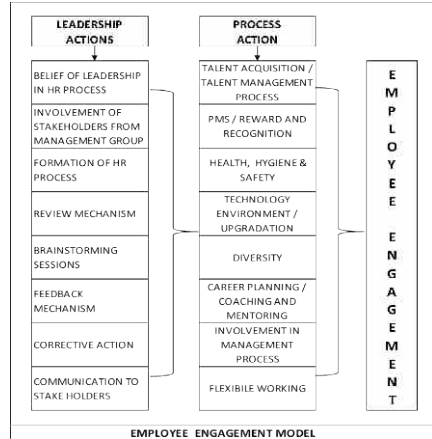 LEADERSHIP
ACTIONS
BELIEF OF LEADERSHIP
IN HR PROCESS
INVOLVEMENT OF
STAKEHOLDERS FROM
MANAGEMENT GROUP
FORMATION OF HR
PROCESS
REVIEW MECHANISM
BRAINSTORMING
SESSIONS
FEEDBACK
MECHANISM
CORRECTIVE ACTION
COMMUNICATION TO
STAKE HOLDERS
PROCESS
ACTION
TALENT ACQUISITION /
TALENT MANAGEMENT
PROCESS
PMS / REWARD AND
RECOGNITION
HEALTH, HYGIENE &
SAFETY
TECHNOLOGY
ENVIRONMENT /
UPGRADATION
DIVERSITY
CAREER PLANNING /
COACHING AND
MENTORING
INVOLVEMENT IN
MANAGEMENT
PROCESS
FLEXIBILE WORKING
EMPLOYEE ENGAGEMENT
EMPLOYEE ENGAGEMENT MODEL